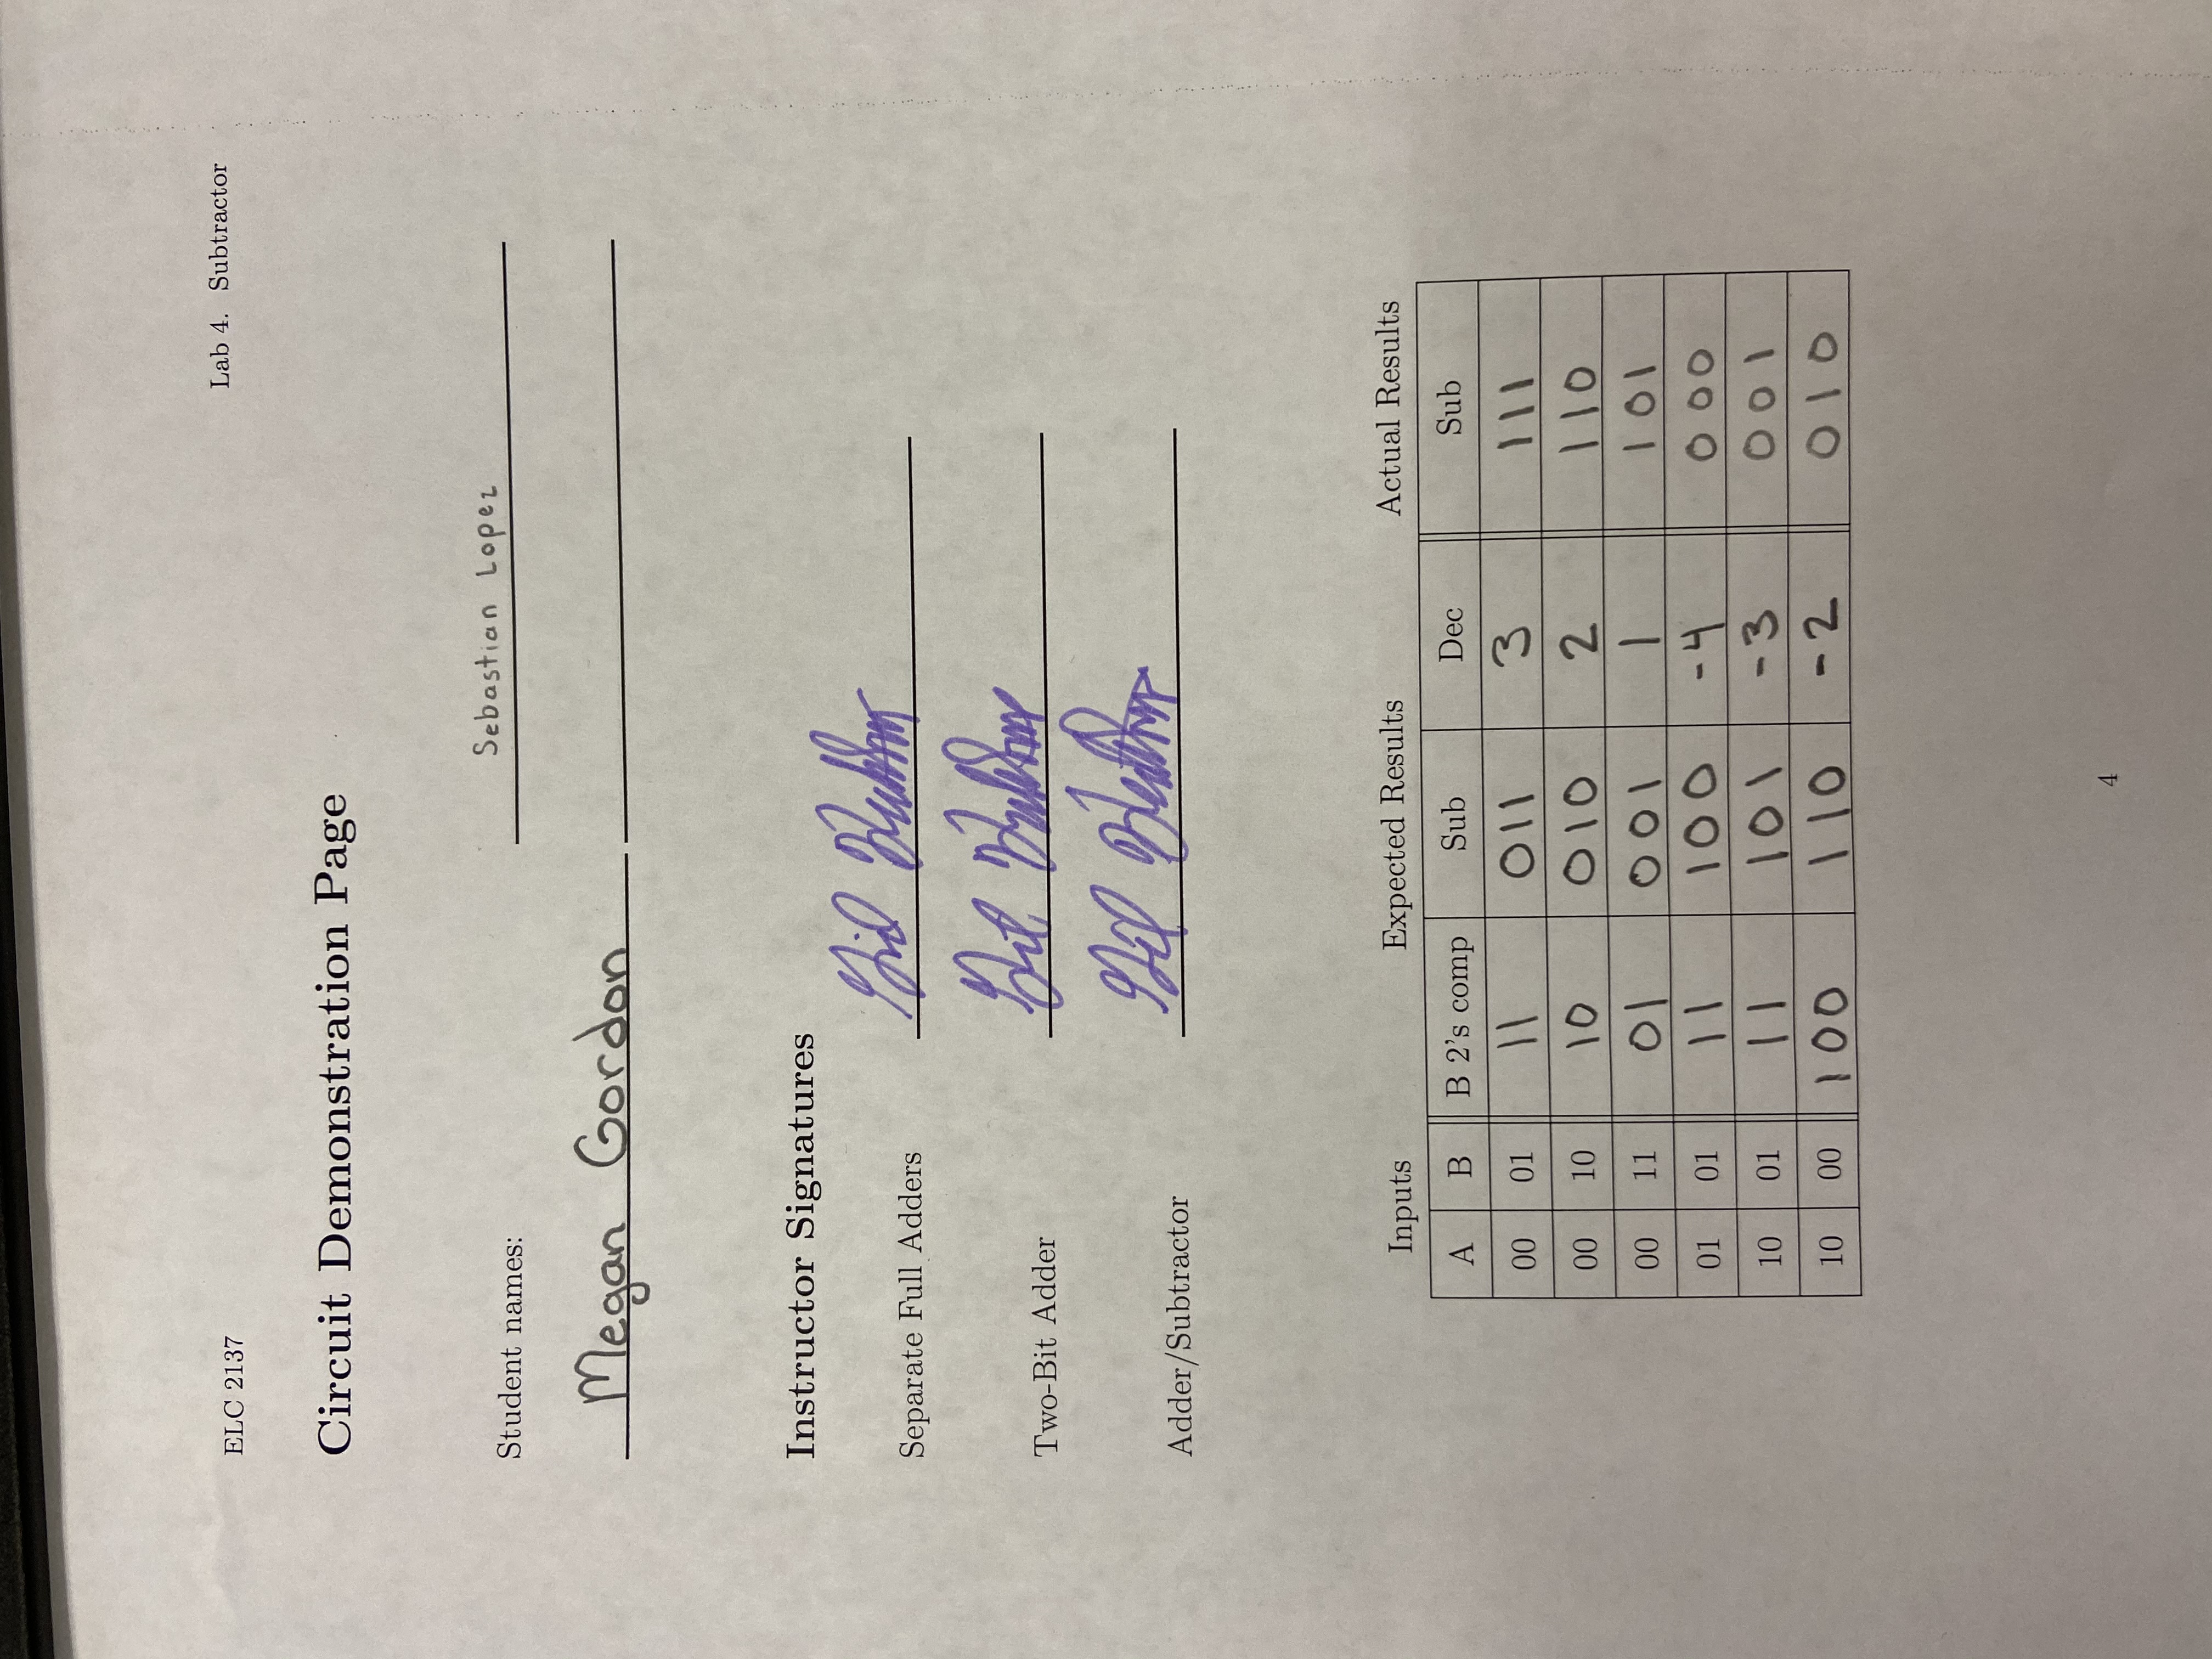 ELC 2137 Lab 4. Subtractor
Circuit Demonstration Page
Sebastian Lopez
Student names:
Megan Gordon
Instructor Signatures
Separate Full Adders
Two-Bit Adder
Adder/Subtractor
Inputs Expected Results Actual Results
A B B 2's comp Sub Dec Sub
00 01 11 011 3 111
00 10 10 010 2 110
00 11 01 001 1 101
01 01 11 100 -4 000
10 01 11 101 -3 001
10 00 100 110 -2 010
4